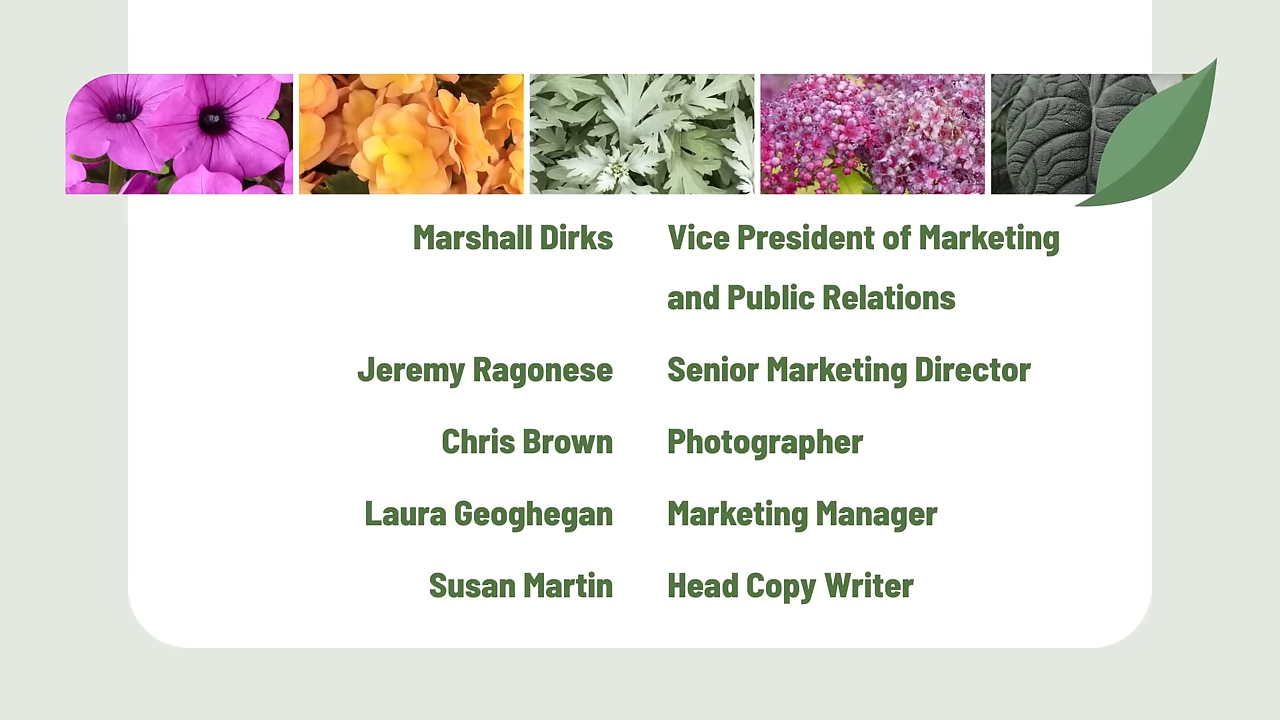 Marshall Dirks Vice President of Marketing
and Public Relations
Jeremy Ragonese Senior Marketing Director
Chris Brown Photographer
Laura Geoghegan Marketing Manager
Susan Martin Head Copy Writer